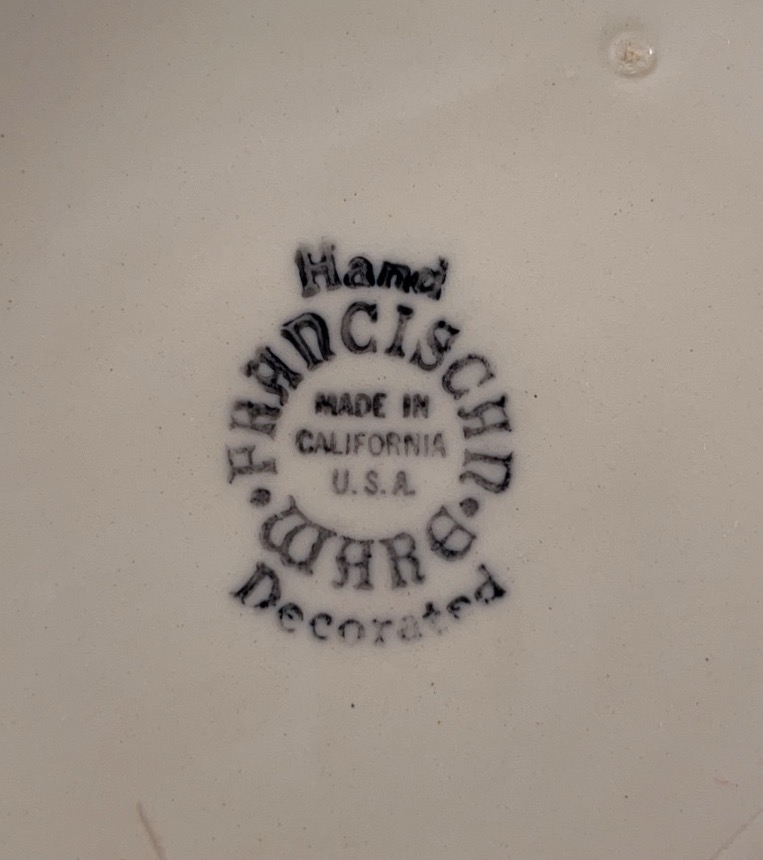 Hand
FRANCISCAN
MADE IN
CALIFORNIA
U.S.A.
WARE
Decorated